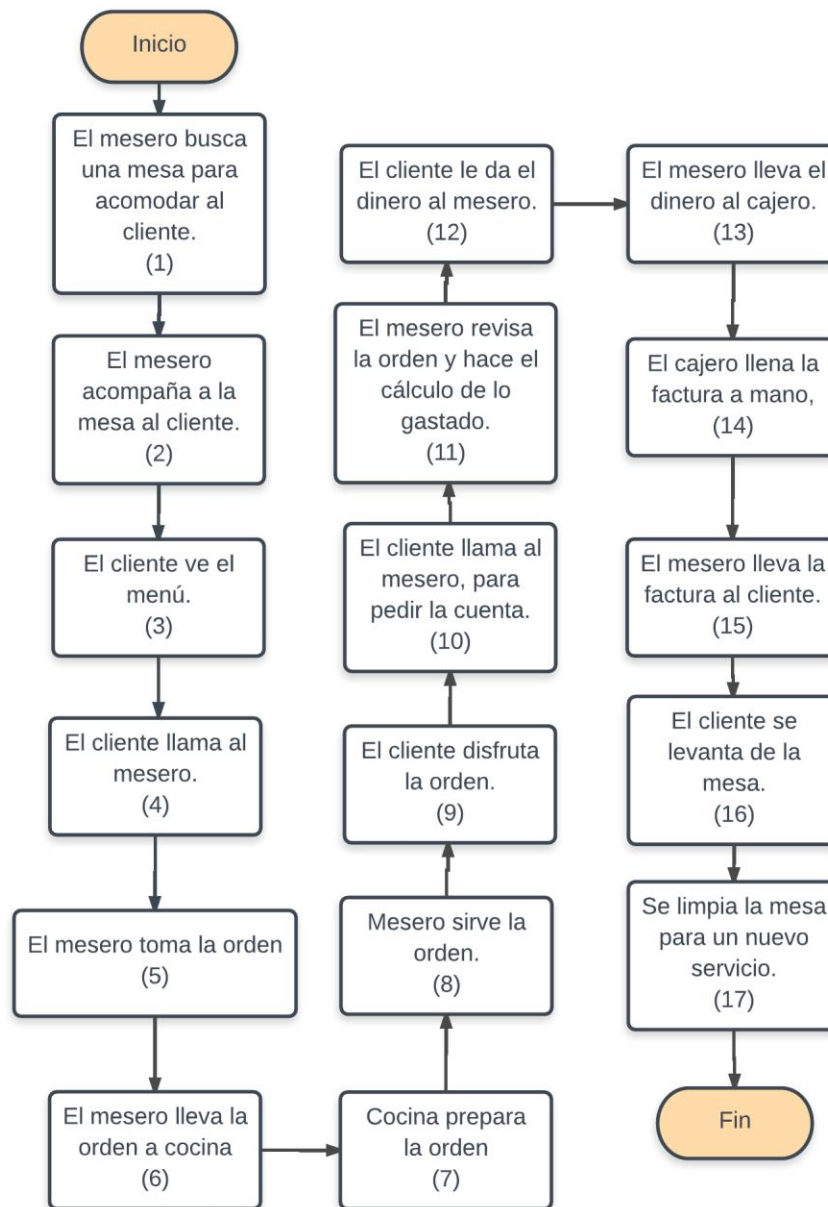 Inicio
El mesero busca
una mesa para
acomodar al
cliente.
(1)
El mesero
acompaña a la
mesa al cliente.
(2)
El cliente ve el
menú.
(3)
El cliente llama al
mesero.
(4)
El mesero toma la orden
(5)
El mesero lleva la
orden a cocina
(6)
Cocina prepara
la orden
(7)
Mesero sirve la
orden.
(8)
El cliente disfruta
la orden.
(9)
El cliente llama al
mesero, para
pedir la cuenta.
(10)
El mesero revisa
la orden y hace el
cálculo de lo
gastado.
(11)
El cliente le da el
dinero al mesero.
(12)
El mesero lleva el
dinero al cajero.
(13)
El cajero llena la
factura a mano,
(14)
El mesero lleva la
factura al cliente.
(15)
El cliente se
levanta de la
mesa.
(16)
Se limpia la mesa
para un nuevo
servicio.
(17)
Fin